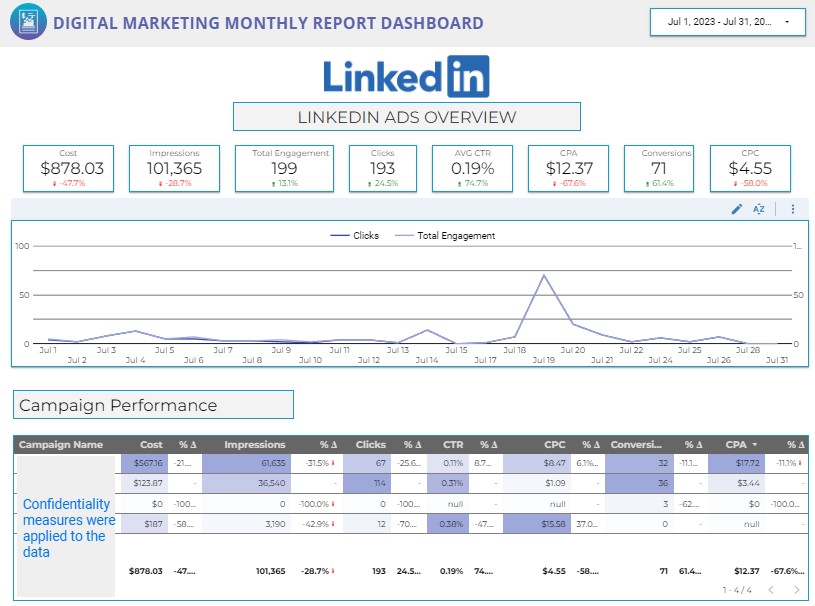 DIGITAL MARKETING MONTHLY REPORT DASHBOARD
Jul 1, 2023 - Jul 31, 20...
Linked in
LINKEDIN ADS OVERVIEW
Cost Impressions Total Engagement Clicks AVG CTR CPA Conversions CPC
$878.03 101,365 199 193 0.19% $12.37 71 $4.55
-47.7% -28.7% 13.1% 24.5% 74.7% -67.6% 61.4% -58.0%
AZ
Clicks Total Engagement
100 1...
50 50
0 0
Jul 1 Jul 3 Jul 5 Jul 7 Jul 9 Jul 11 Jul 13 Jul 15 Jul 18 Jul 20 Jul 22 Jul 25 Jul 28
Jul 2 Jul 4 Jul 6 Jul 8 Jul 10 Jul 12 Jul 14 Jul 17 Jul 19 Jul 21 Jul 24 Jul 26 Jul 31
Campaign Performance
Campaign Name Cost % Δ Impressions % Δ Clicks % Δ CTR % Δ CPC % Δ Conversi... % Δ CPA % Δ
$567.16 -21.... 61,635 -31.5% 67 -25.6... 0.11% 8.7... $8.47 6.1%... 32 -11.1... $17.72 -11.1%
$123.87 - 36,540 - 114 - 0.31% - $1.09 - 36 - $3.44 -
$0 -100... 0 -100.0% 0 -100.... null - null - 3 -62.... $0 -100.0...
$187 -58.... 3,190 -42.9% 12 -70.... 0.38% -47... $15.58 37.0... 0 - null -
Confidentiality
measures were
applied to the
data
$878.03 -47.... 101,365 -28.7% 193 24.5... 0.19% 74.... $4.55 -58.... 71 61.4... $12.37 -67.6%...
1 - 4 / 4